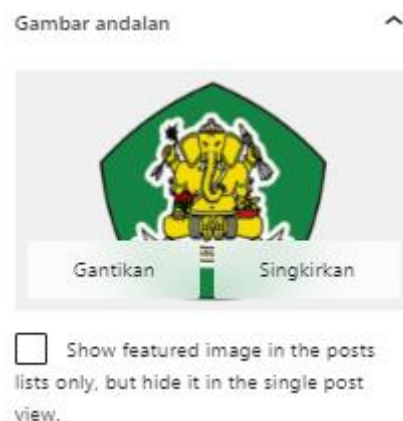 Gambar andalan
Gantikan Singkirkan
Show featured image in the posts
lists only, but hide it in the single post
view.